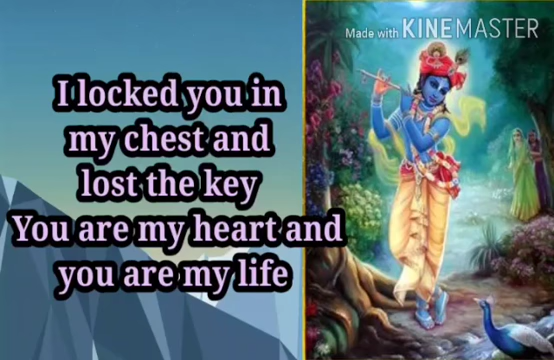 Made with KINEMASTER
I locked you in
my chest and
lost the key
You are my heart and
you are my life